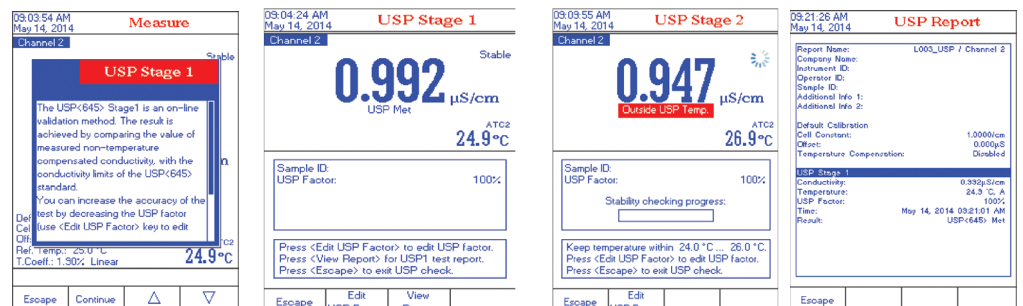 09:03:54 AM
May 14, 2014
Measure
Channel 2
Stable
USP Stage 1
The USP<645> Stage1 is an on-line
validation method. The result is
achieved by comparing the value of
measured non-temperature
compensated conductivity, with the
conductivity limits of the USP<645>
standard.
You can increase the accuracy of the
test by decreasing the USP factor
(use <Edit USP Factor> key to edit
Ref. Temp.: 25.0 °C
T.Coeff.: 1.90% Linear
24.9°C
Escape
Continue
09:04:24 AM
May 14, 2014
USP Stage 1
Channel 2
Stable
0.992 µS/cm
USP Met
ATC2
24.9°C
Sample ID:
USP Factor: 100%
Press <Edit USP Factor> to edit USP factor.
Press <View Report> for USP1 test report.
Press <Escape> to exit USP check.
Escape
Edit
View
09:09:55 AM
May 14, 2014
USP Stage 2
Channel 2
0.947 µS/cm
Outside USP Temp.
ATC2
26.9°C
Sample ID:
USP Factor: 100%
Stability checking progress:
Keep temperature within 24.0 °C ... 26.0 °C.
Press <Edit USP Factor> to edit USP factor.
Press <Escape> to exit USP check.
Escape
Edit
09:21:26 AM
May 14, 2014
USP Report
Report Name: L003_USP / Channel 2
Company Name:
Instrument ID:
Operator ID:
Sample ID:
Additional Info 1:
Additional Info 2:
Default Calibration
Cell Constant: 1.0000/cm
Offset: 0.000µS
Temperature Compensation: Disabled
USP Stage 1
Conductivity: 0.992µS/cm
Temperature: 24.9 °C, A
USP Factor: 100%
Time: May 14, 2014 09:21:01 AM
Result: USP<645> Met
Escape